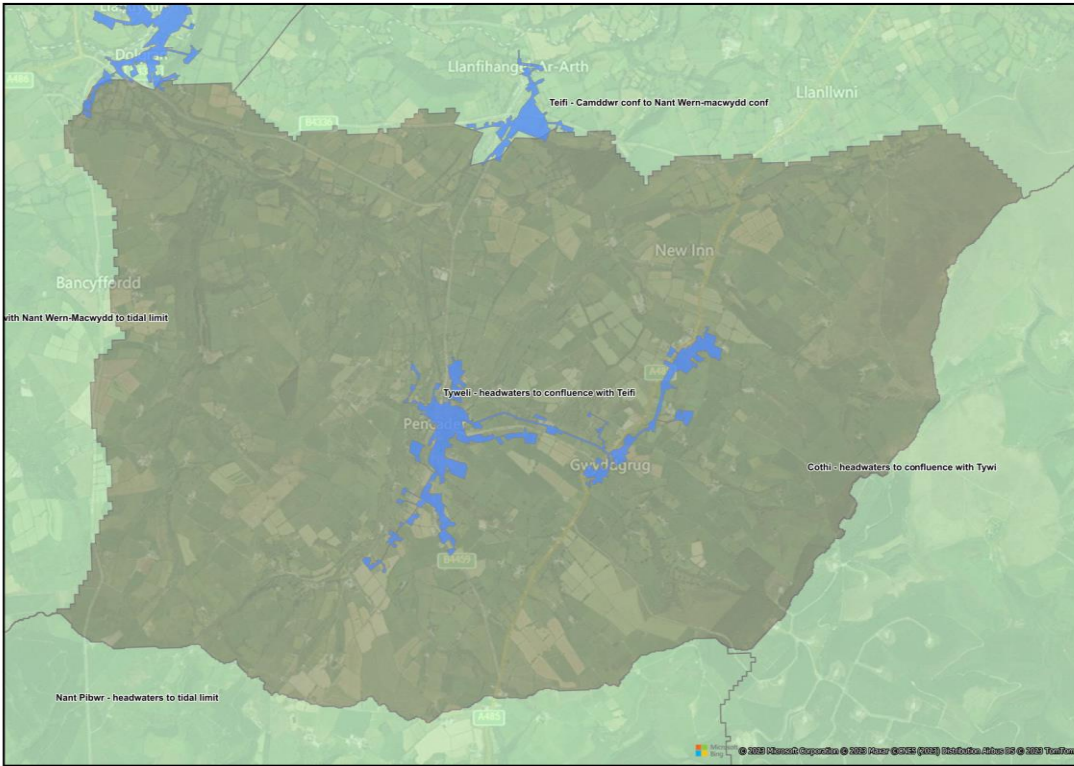 A486
Llanfihangel-Ar-Arth
Llanllwni
Teifi - Camddwr conf to Nant Wern-macwydd conf
B4336
New Inn
Bancyffordd
with Nant Wern-Macwydd to tidal limit
Tyweli - headwaters to confluence with Teifi
Pencader
Gwyddgrug
Cothi - headwaters to confluence with Tywi
B4459
Nant Pibwr - headwaters to tidal limit
A485
Microsoft
Bing
© 2023 Microsoft Corporation © 2023 Maxar ©CNES (2023) Distribution Airbus DS © 2023 TomTom